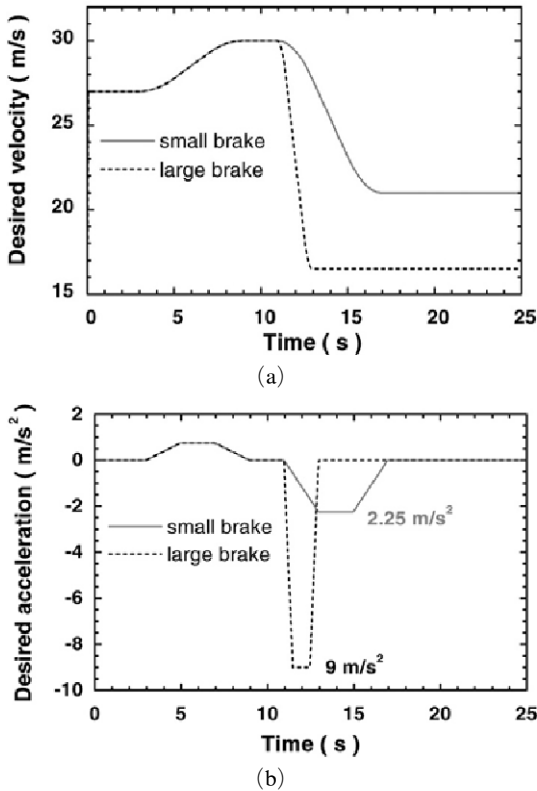 Desired velocity ( m/s )
30
25
20
15
small brake
large brake
0 5 10 15 20 25
Time ( s )
(a)
Desired acceleration ( m/s² )
2
0
-2
-4
-6
-8
-10
small brake
large brake
2.25 m/s²
9 m/s²
0 5 10 15 20 25
Time ( s )
(b)